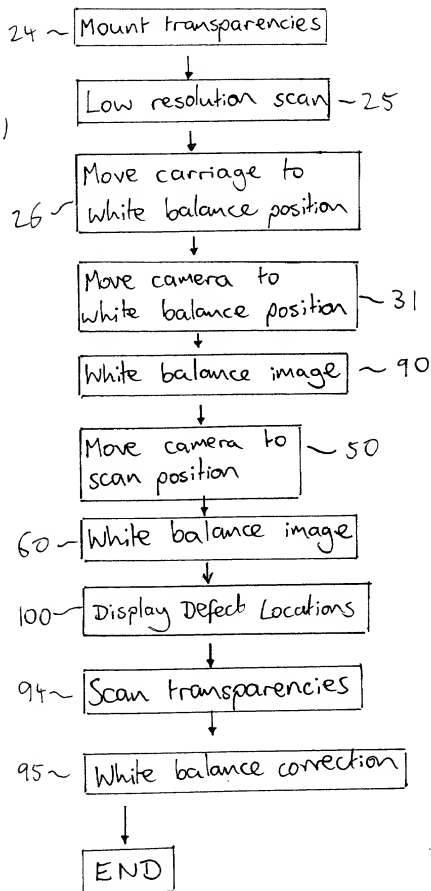 24 Mount transparencies
Low resolution scan 25
Move carriage to
26 white balance position
Move camera to
white balance position 31
White balance image 90
Move camera to 50
scan position
60 White balance image
100 Display Defect Locations
94 Scan transparencies
95 White balance correction
END